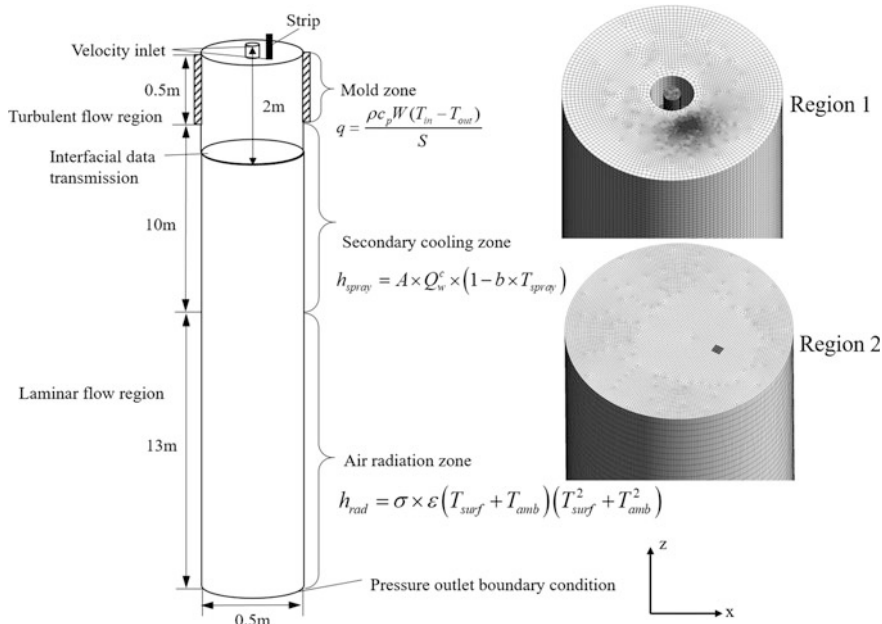 Strip
Velocity inlet
0.5m
2m
Mold zone
Turbulent flow region
q = ρc_pW(T_in − T_out) / S
Interfacial data
transmission
10m
Secondary cooling zone
h_spray = A × Q_w^c × (1 − b × T_spray)
Laminar flow region
13m
Air radiation zone
h_rad = σ × ε(T_surf + T_amb)(T_surf^2 + T_amb^2)
Pressure outlet boundary condition
0.5m
Region 1
Region 2
z
x